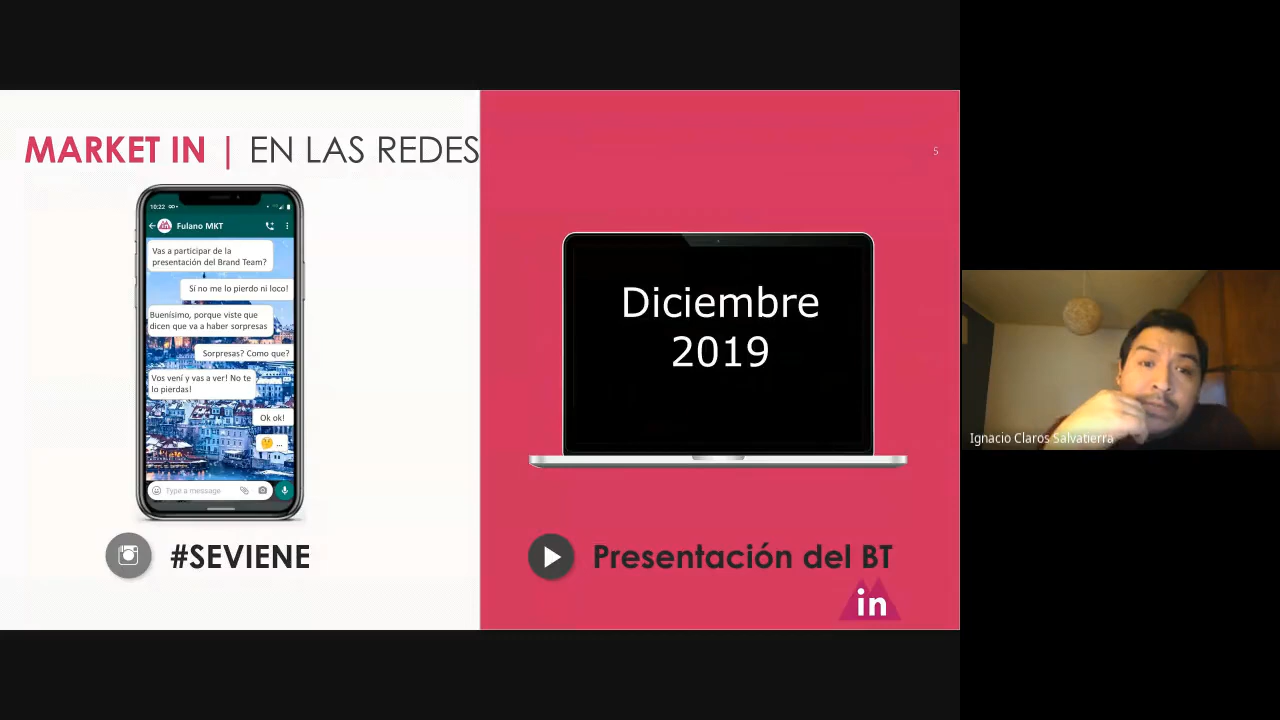 MARKET IN | EN LAS REDES
10:22
Fulano MKT
Vas a participar de la
presentación del Brand Team?
Sí no me lo pierdo ni loco!
Buenísimo, porque viste que
dicen que va a haber sorpresas
Sorpresas? Como que?
Vos vení y vas a ver! No te
lo pierdas!
Ok ok!
...
Type a message
#SEVIENE
5
Diciembre
2019
Presentación del BT
in
Ignacio Claros Salvatierra